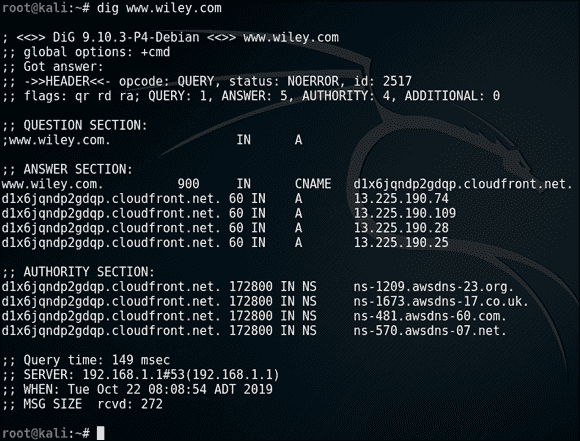 root@kali:~# dig www.wiley.com
; <<>> DiG 9.10.3-P4-Debian <<>> www.wiley.com
;; global options: +cmd
;; Got answer:
;; ->>HEADER<<- opcode: QUERY, status: NOERROR, id: 2517
;; flags: qr rd ra; QUERY: 1, ANSWER: 5, AUTHORITY: 4, ADDITIONAL: 0
;; QUESTION SECTION:
;www.wiley.com. IN A
;; ANSWER SECTION:
www.wiley.com. 900 IN CNAME d1x6jqndp2gdqp.cloudfront.net.
d1x6jqndp2gdqp.cloudfront.net. 60 IN A 13.225.190.74
d1x6jqndp2gdqp.cloudfront.net. 60 IN A 13.225.190.109
d1x6jqndp2gdqp.cloudfront.net. 60 IN A 13.225.190.28
d1x6jqndp2gdqp.cloudfront.net. 60 IN A 13.225.190.25
;; AUTHORITY SECTION:
d1x6jqndp2gdqp.cloudfront.net. 172800 IN NS ns-1209.awsdns-23.org.
d1x6jqndp2gdqp.cloudfront.net. 172800 IN NS ns-1673.awsdns-17.co.uk.
d1x6jqndp2gdqp.cloudfront.net. 172800 IN NS ns-481.awsdns-60.com.
d1x6jqndp2gdqp.cloudfront.net. 172800 IN NS ns-570.awsdns-07.net.
;; Query time: 149 msec
;; SERVER: 192.168.1.1#53(192.168.1.1)
;; WHEN: Tue Oct 22 08:08:54 ADT 2019
;; MSG SIZE rcvd: 272
root@kali:~#